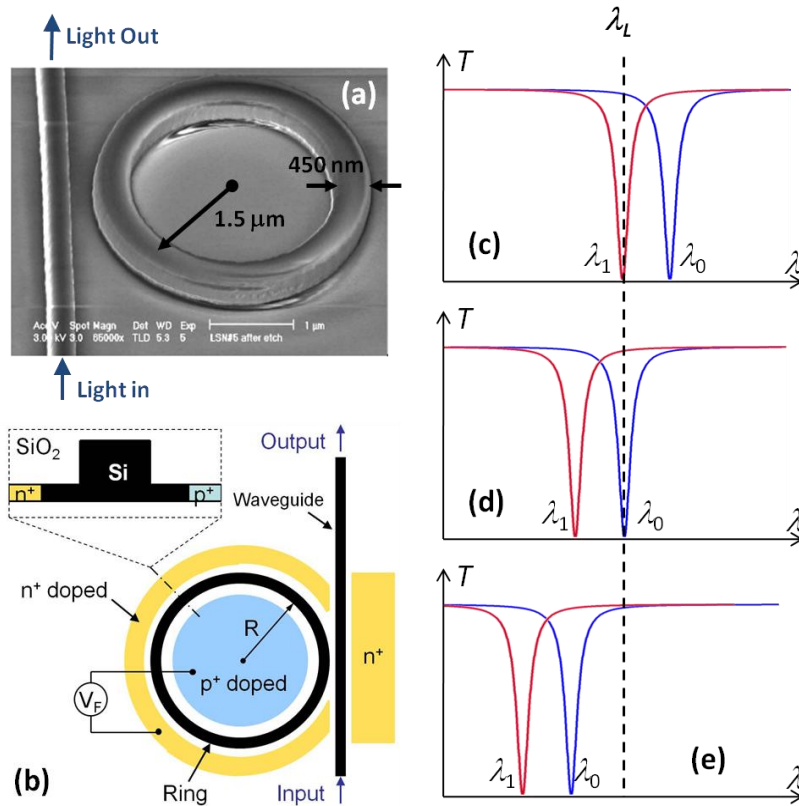 Light Out
(a)
450 nm
1.5 μm
Acc.V Spot Magn Det WD Exp 1 μm
3.00 kV 3.0 65000x TLD 5.3 5 LSN#5 after etch
Light in
SiO2
Si
n+ p+
Output
Waveguide
n+ doped
R
p+ doped
n+
VF
(b)
Ring
Input
λL
T
(c)
λ1 λ0
λ
T
(d)
λ1 λ0
λ
T
λ1 λ0
(e)
λ